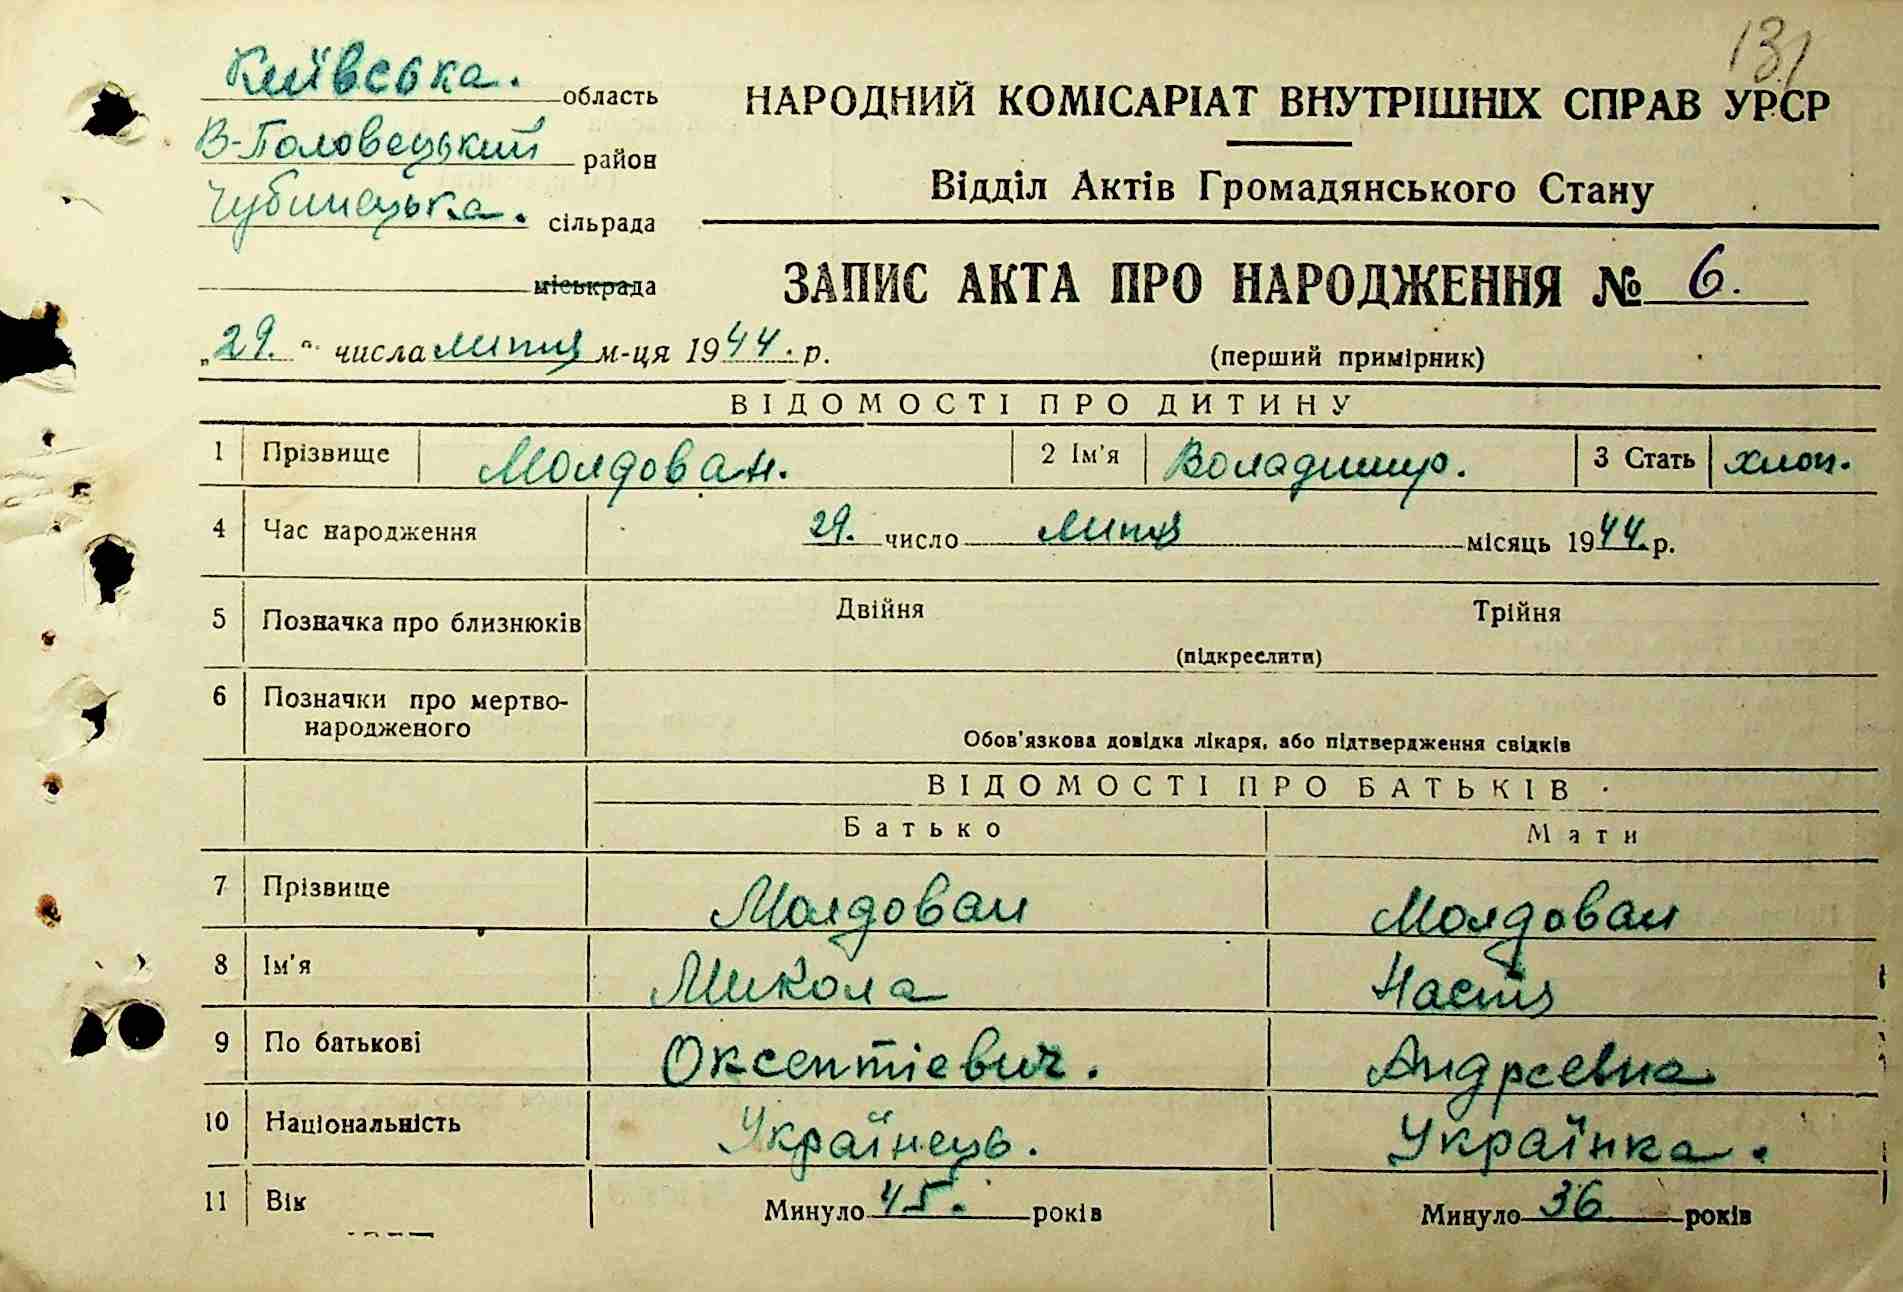 131
Київська. область
В-Половецький район
Чубинецька. сільрада
міськрада
НАРОДНИЙ КОМІСАРІАТ ВНУТРІШНІХ СПРАВ УРСР
Відділ Актів Громадянського Стану
ЗАПИС АКТА ПРО НАРОДЖЕННЯ № 6.
„29." числа липця м-ця 1944. р.
(перший примірник)
ВІДОМОСТІ ПРО ДИТИНУ
1 Прізвище Молдован. 2 Ім'я Воладимир. 3 Стать хлоп.
4 Час народження 29. число липця місяць 1944. р.
5 Позначка про близнюків Двійня Трійня
(підкреслити)
6 Позначки про мертво-
народженого
Обов'язкова довідка лікаря, або підтвердження свідків
ВІДОМОСТІ ПРО БАТЬКІВ
Батько Мати
7 Прізвище Молдован Молдован
8 Ім'я Микола Настя
9 По батькові Оксентієвич. Андреевна
10 Національність Українець. Українка.
11 Вік Минуло 45. років Минуло 36 років